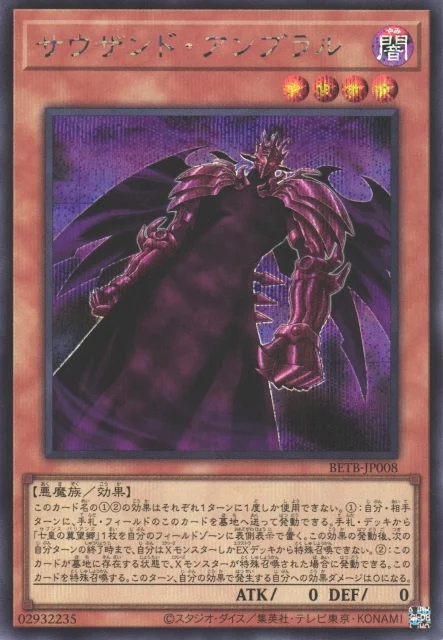 サウザンド・アンブラル
闇
BETB-JP008
【悪魔族/効果】
このカード名の①②の効果はそれぞれ1ターンに1度しか使用できない。①:自分・相手
ターンに、手札・フィールドのこのカードを墓地へ送って発動できる。手札・デッキから
「七皇の冀望郷」1枚を自分のフィールドゾーンに表側表示で置く。この効果の発動後、次の
自分ターンの終了時まで、自分はXモンスターしかEXデッキから特殊召喚できない。②:この
カードが墓地に存在する状態で、Xモンスターが特殊召喚された場合に発動できる。この
カードを特殊召喚する。このターン、自分の効果で発生する自分への効果ダメージは0になる。
ATK/ 0 DEF/ 0
02932235 ©スタジオ・ダイス/集英社・テレビ東京・KONAMI